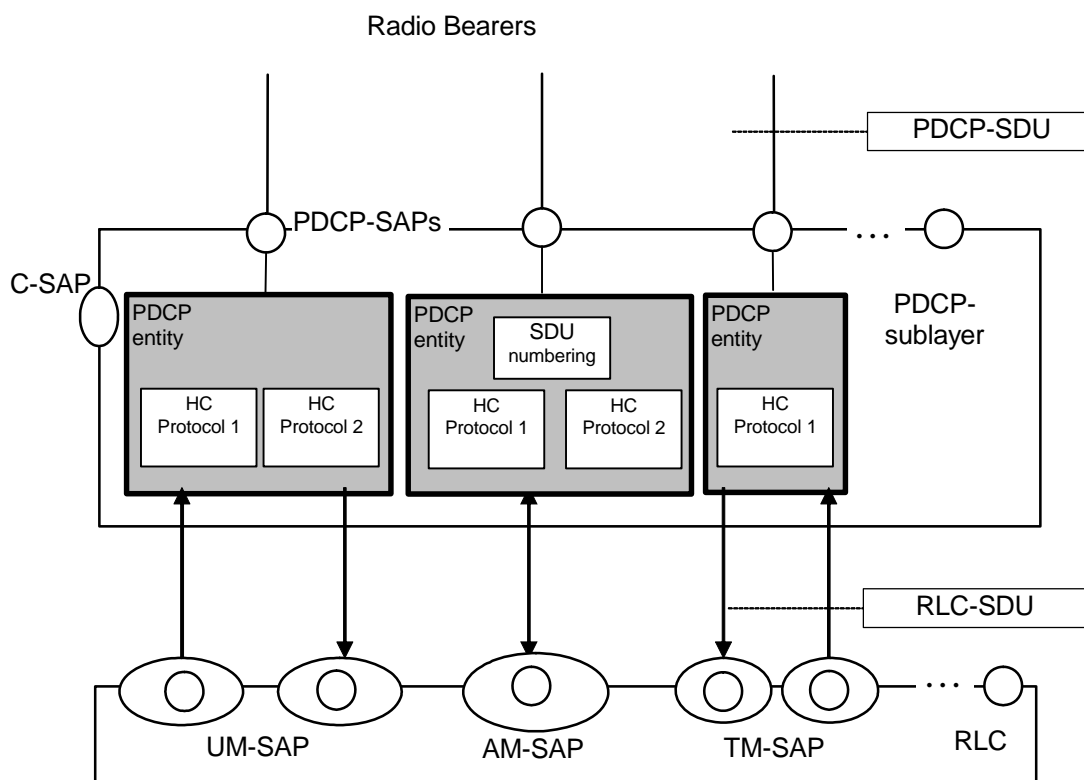 Radio Bearers
PDCP-SDU
PDCP-SAPs
...
C-SAP
PDCP
entity
HC
Protocol 1
HC
Protocol 2
PDCP
entity
SDU
numbering
HC
Protocol 1
HC
Protocol 2
PDCP
entity
HC
Protocol 1
PDCP-
sublayer
RLC-SDU
...
UM-SAP
AM-SAP
TM-SAP
RLC